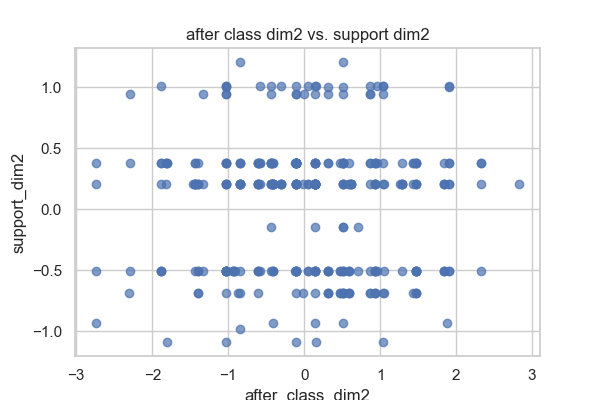 after class dim2 vs. support dim2
1.0
0.5
0.0
−0.5
−1.0
support_dim2
−3 −2 −1 0 1 2 3
after_class_dim2